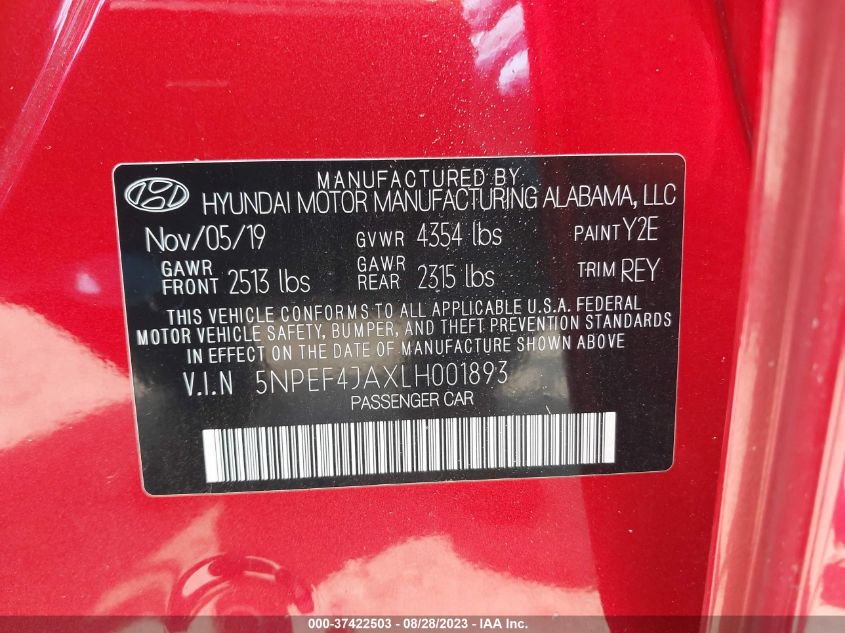 MANUFACTURED BY
HYUNDAI MOTOR MANUFACTURING ALABAMA, LLC
Nov/05/19 GVWR 4354 lbs PAINT Y2E
GAWR FRONT 2513 lbs GAWR REAR 2315 lbs TRIM REY
THIS VEHICLE CONFORMS TO ALL APPLICABLE U.S.A. FEDERAL
MOTOR VEHICLE SAFETY, BUMPER, AND THEFT PREVENTION STANDARDS
IN EFFECT ON THE DATE OF MANUFACTURE SHOWN ABOVE
V.I.N 5NPEF4JAXLH001893
PASSENGER CAR
000-37422503 - 08/28/2023 - IAA Inc.